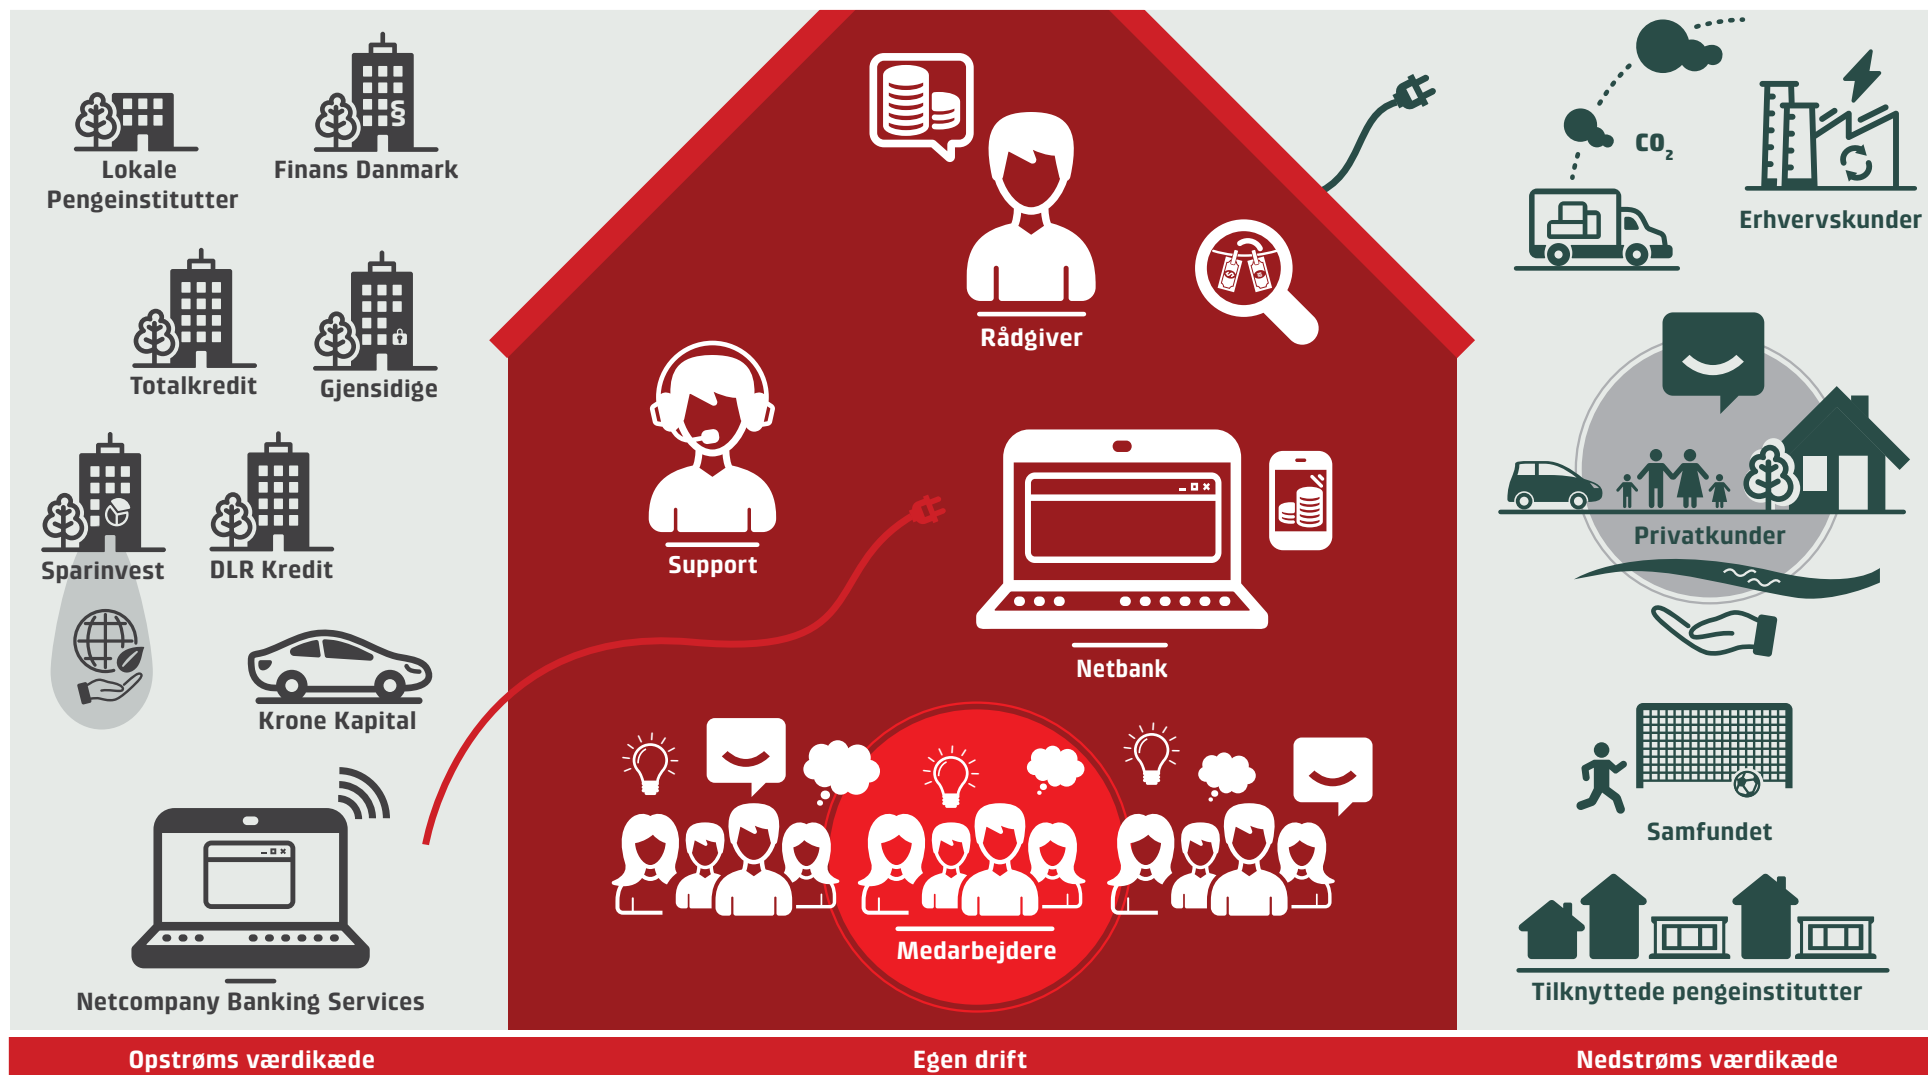 Lokale
Pengeinstitutter
Finans Danmark
Totalkredit
Gjensidige
Sparinvest
DLR Kredit
Krone Kapital
Netcompany Banking Services
Rådgiver
Support
Netbank
Medarbejdere
CO₂
Erhvervskunder
Privatkunder
Samfundet
Tilknyttede pengeinstitutter
Opstrøms værdikæde
Egen drift
Nedstrøms værdikæde